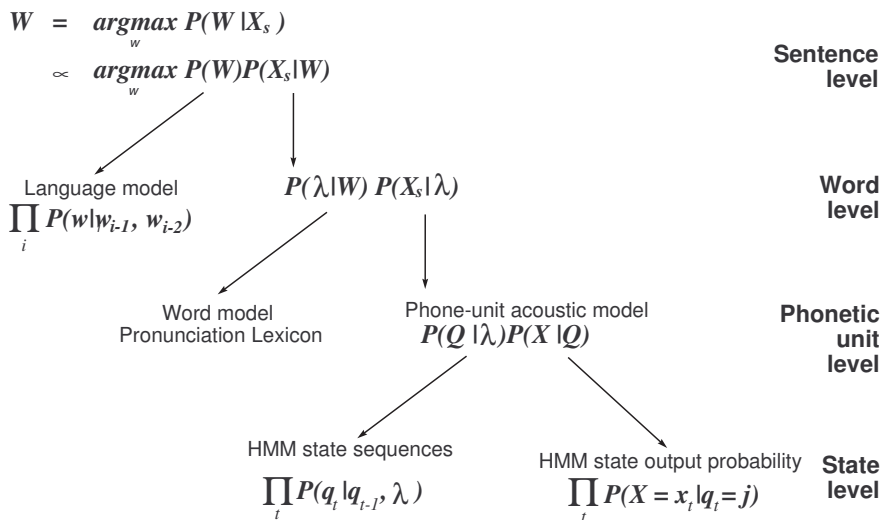 W = argmax P(W|Xₛ)
w
∝ argmax P(W)P(Xₛ|W)
w
Sentence
level
Language model
∏ P(w|wᵢ₋₁, wᵢ₋₂)
i
P(λ|W) P(Xₛ|λ)
Word
level
Word model
Pronunciation Lexicon
Phone-unit acoustic model
P(Q|λ)P(X|Q)
Phonetic
unit
level
HMM state sequences
∏ P(qₜ|qₜ₋₁, λ)
t
HMM state output probability
∏ P(X = xₜ|qₜ = j)
t
State
level